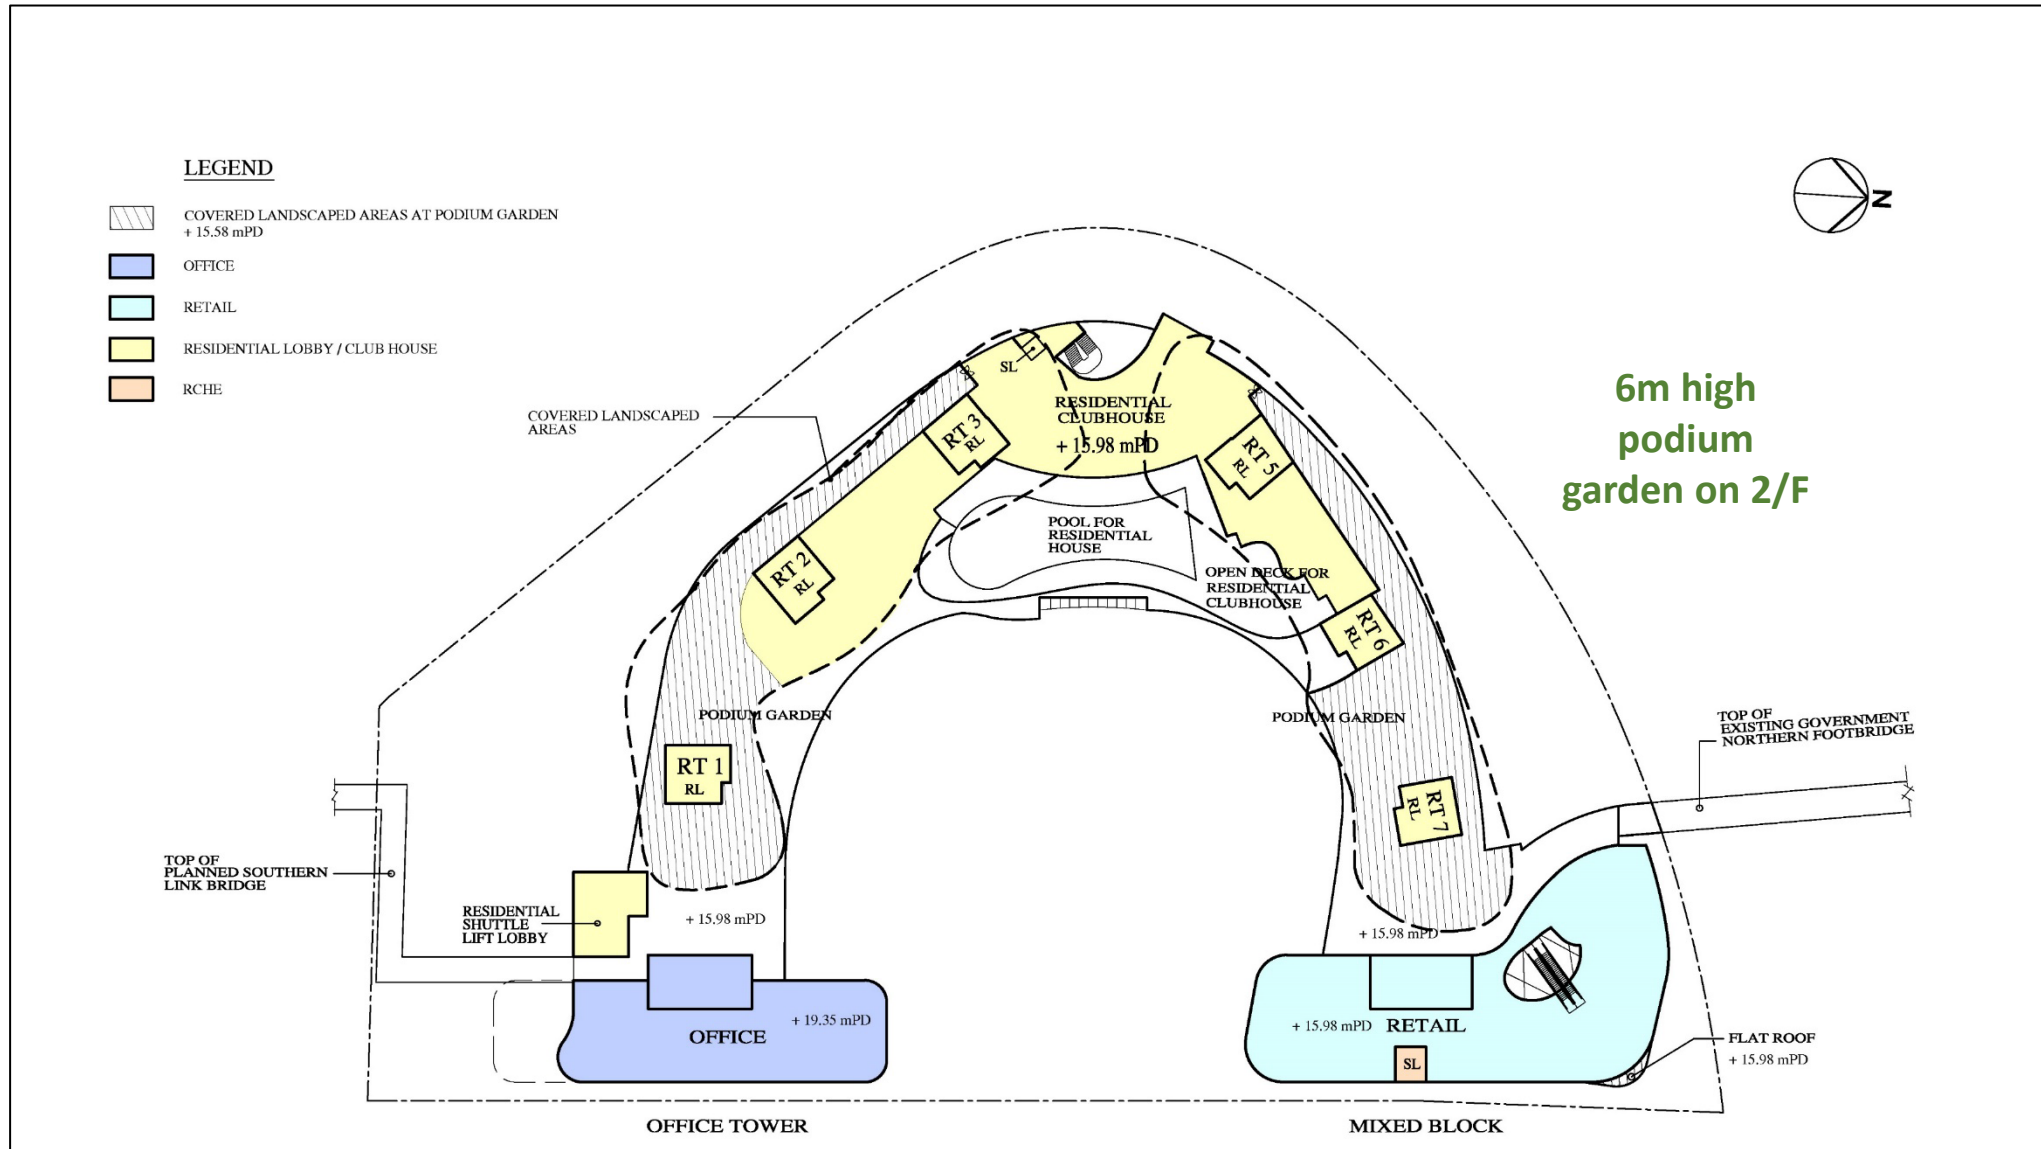 LEGEND
COVERED LANDSCAPED AREAS AT PODIUM GARDEN
+ 15.58 mPD
OFFICE
RETAIL
RESIDENTIAL LOBBY / CLUB HOUSE
RCHE
N
6m high
podium
garden on 2/F
COVERED LANDSCAPED
AREAS
SL
RESIDENTIAL
CLUBHOUSE
+ 15.98 mPD
RT 3
RL
RT 5
RL
POOL FOR
RESIDENTIAL
HOUSE
OPEN DECK FOR
RESIDENTIAL
CLUBHOUSE
RT 2
RL
RT 6
RL
PODIUM GARDEN
PODIUM GARDEN
TOP OF
EXISTING GOVERNMENT
NORTHERN FOOTBRIDGE
RT 1
RL
RT 7
RL
TOP OF
PLANNED SOUTHERN
LINK BRIDGE
RESIDENTIAL
SHUTTLE
LIFT LOBBY
+ 15.98 mPD
+ 15.98 mPD
+ 19.35 mPD
OFFICE
+ 15.98 mPD
RETAIL
SL
FLAT ROOF
+ 15.98 mPD
OFFICE TOWER
MIXED BLOCK